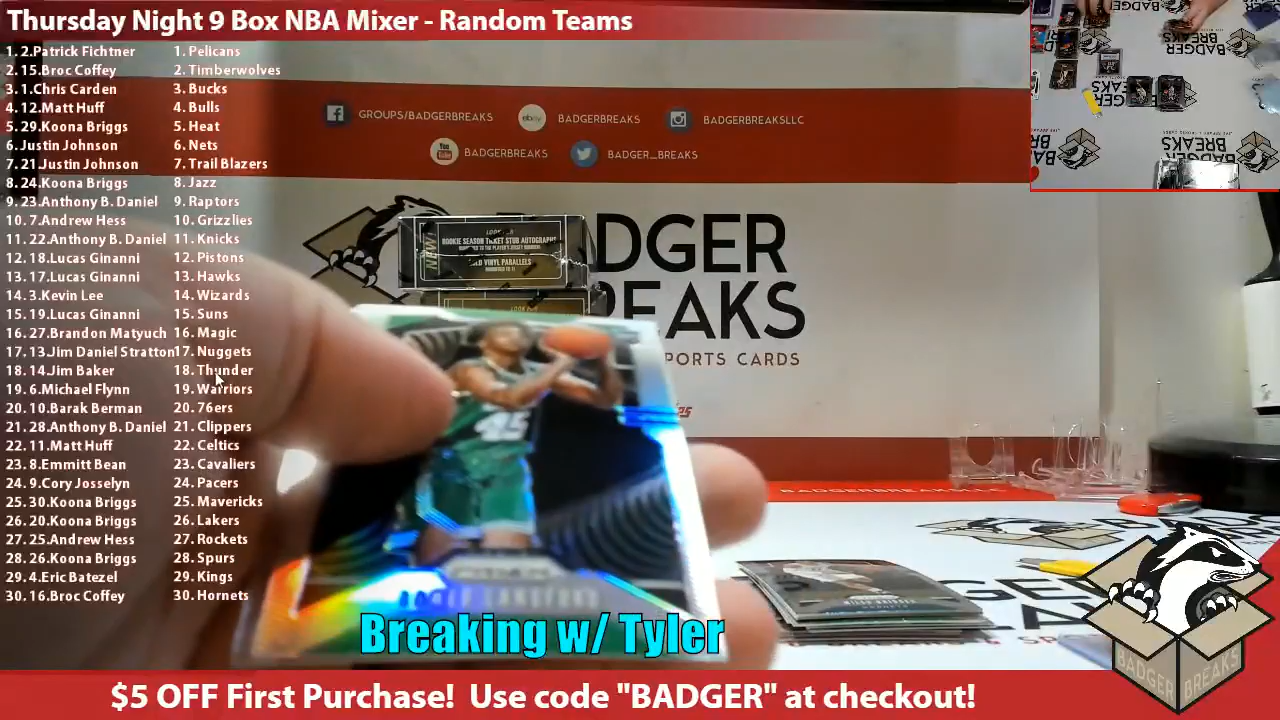 Thursday Night 9 Box NBA Mixer - Random Teams
1. 2.Patrick Fichtner 1. Pelicans
2. 15.Broc Coffey 2. Timberwolves
3. 1.Chris Carden 3. Bucks
4. 12.Matt Huff 4. Bulls
5. 29.Koona Briggs 5. Heat
6. Justin Johnson 6. Nets
7. 21.Justin Johnson 7. Trail Blazers
8. 24.Koona Briggs 8. Jazz
9. 23.Anthony B. Daniel 9. Raptors
10. 7.Andrew Hess 10. Grizzlies
11. 22.Anthony B. Daniel 11. Knicks
12. 18.Lucas Ginanni 12. Pistons
13. 17.Lucas Ginanni 13. Hawks
14. 3.Kevin Lee 14. Wizards
15. 19.Lucas Ginanni 15. Suns
16. 27.Brandon Matyuch 16. Magic
17. 13.Jim Daniel Stratton 17. Nuggets
18. 14.Jim Baker 18. Thunder
19. 6.Michael Flynn 19. Warriors
20. 10.Barak Berman 20. 76ers
21. 28.Anthony B. Daniel 21. Clippers
22. 11.Matt Huff 22. Celtics
23. 8.Emmitt Bean 23. Cavaliers
24. 9.Cory Josselyn 24. Pacers
25. 30.Koona Briggs 25. Mavericks
26. 20.Koona Briggs 26. Lakers
27. 25.Andrew Hess 27. Rockets
28. 26.Koona Briggs 28. Spurs
29. 4.Eric Batezel 29. Kings
30. 16.Broc Coffey 30. Hornets
GROUPS/BADGERBREAKS ebay BADGERBREAKS BADGERBREAKSLLC
You Tube BADGERBREAKS BADGER_BREAKS
BADGER BREAKS
NEW
ROOKIE SEASON TICKET STUB AUTOGRAPHS
DGER
REAKS
SPORTS CARDS
45
BADGERBREAKSLLC
Breaking w/ Tyler
BADGER BREAKS
$5 OFF First Purchase! Use code "BADGER" at checkout!